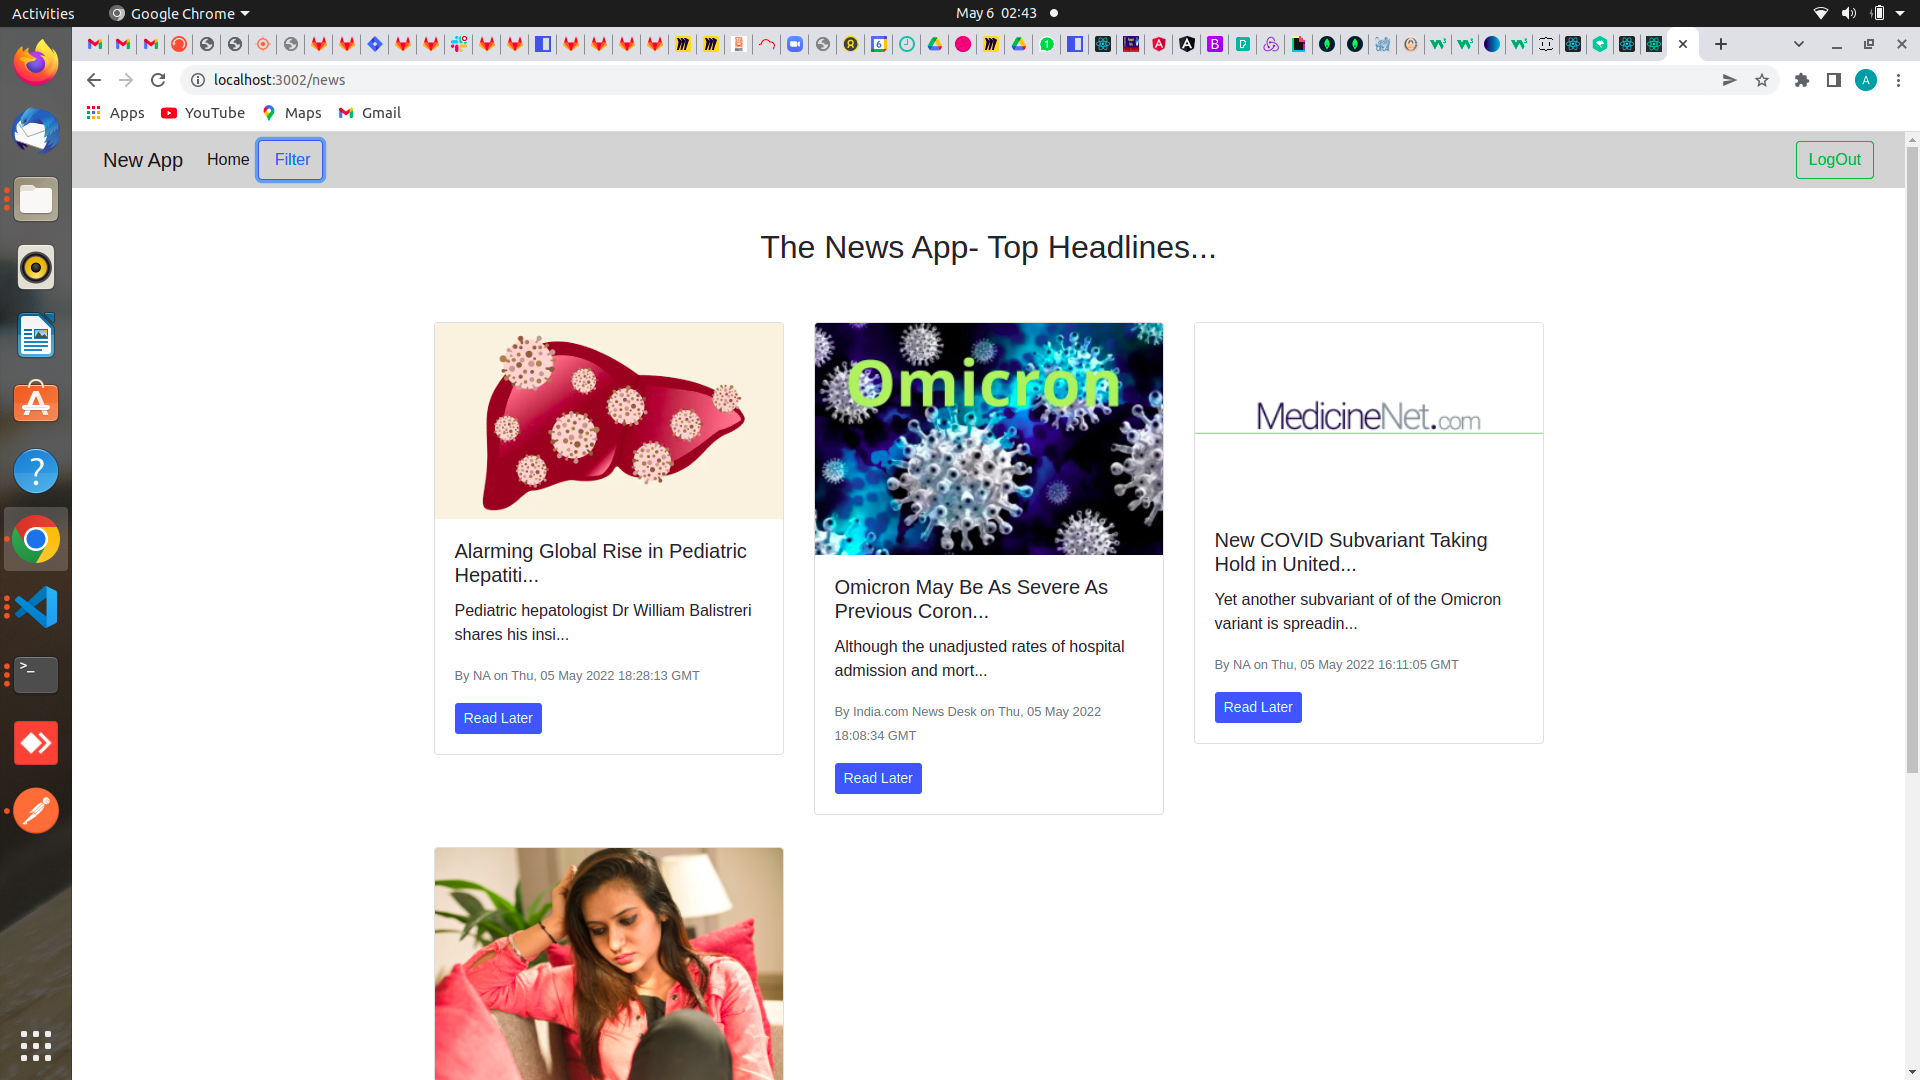 Activities
Google Chrome
May 6 02:43
localhost:3002/news
A
Apps
YouTube
Maps
Gmail
New App
Home
Filter
LogOut
The News App- Top Headlines...
Omicron
MedicineNet.com
Alarming Global Rise in Pediatric
Hepatiti...
Pediatric hepatologist Dr William Balistreri
shares his insi...
By NA on Thu, 05 May 2022 18:28:13 GMT
Read Later
Omicron May Be As Severe As
Previous Coron...
Although the unadjusted rates of hospital
admission and mort...
By India.com News Desk on Thu, 05 May 2022
18:08:34 GMT
Read Later
New COVID Subvariant Taking
Hold in United...
Yet another subvariant of of the Omicron
variant is spreadin...
By NA on Thu, 05 May 2022 16:11:05 GMT
Read Later